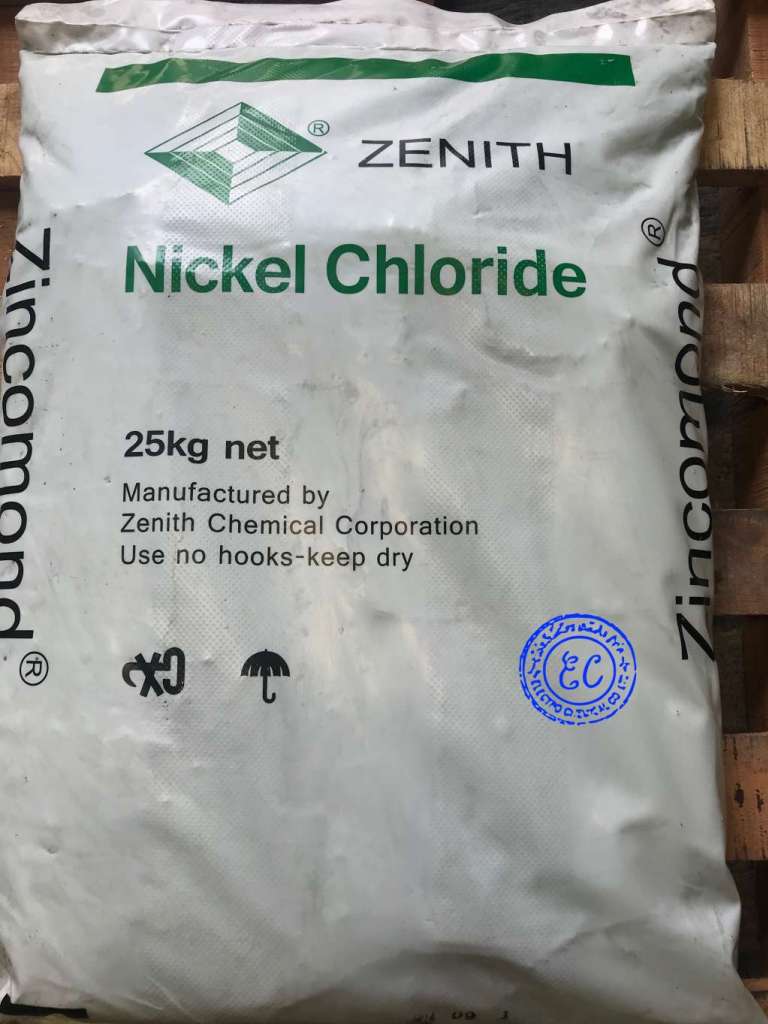 ZENITH
®
Nickel Chloride
Zincomond®
Zincomond®
25kg net
Manufactured by
Zenith Chemical Corporation
Use no hooks-keep dry
EC